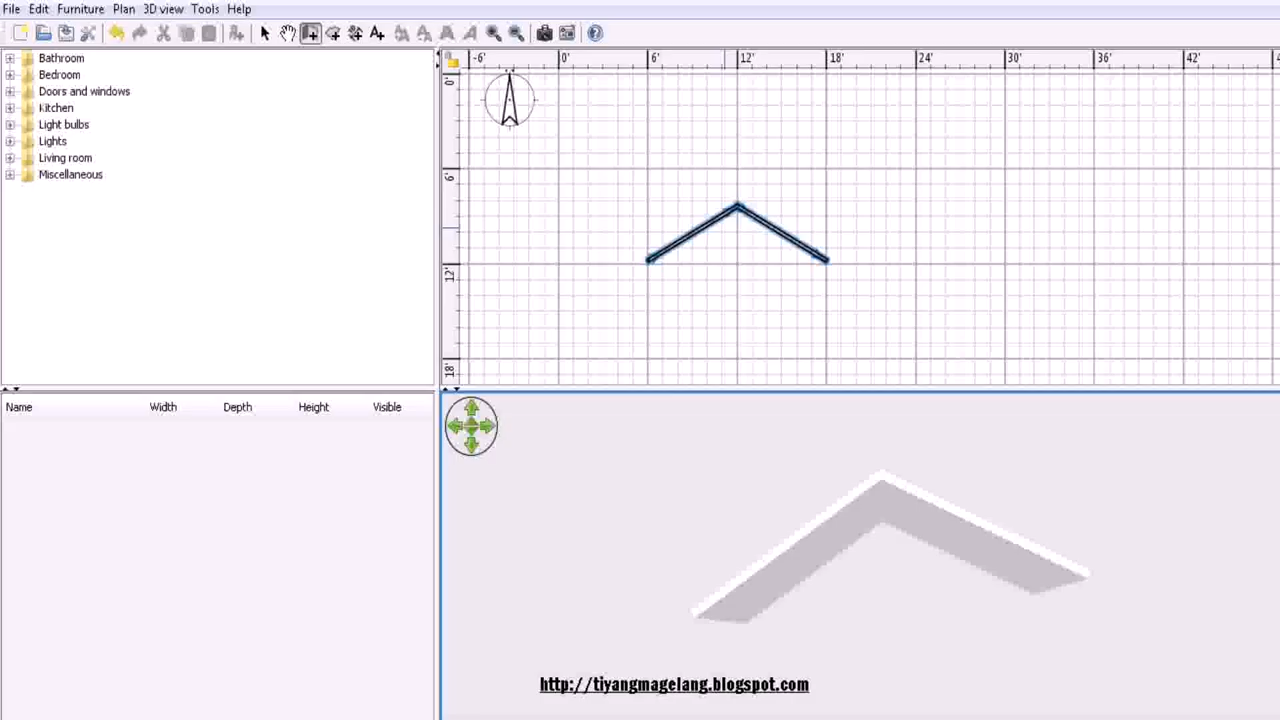 File Edit Furniture Plan 3D view Tools Help
Bathroom
Bedroom
Doors and windows
Kitchen
Light bulbs
Lights
Living room
Miscellaneous
-6' 0' 6' 12' 18' 24' 30' 36' 42' 4
0'
6'
12'
18'
Name Width Depth Height Visible
http://tiyangmagelang.blogspot.com